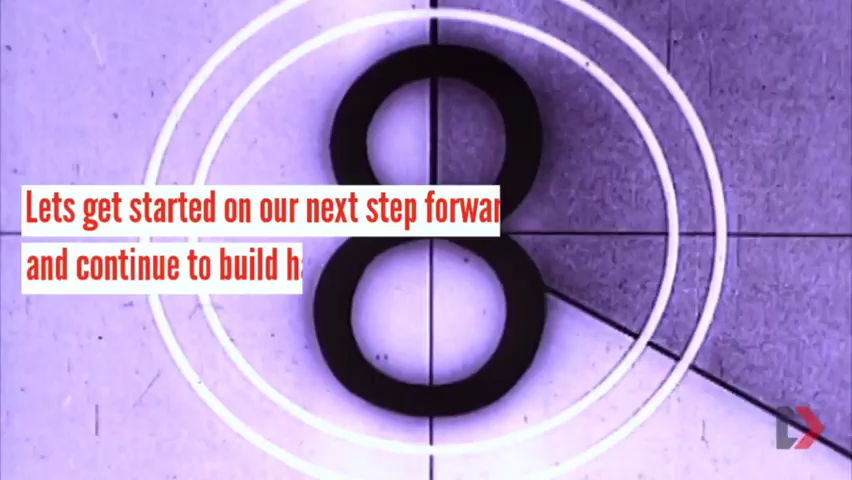 8
Lets get started on our next step forwar
and continue to build h